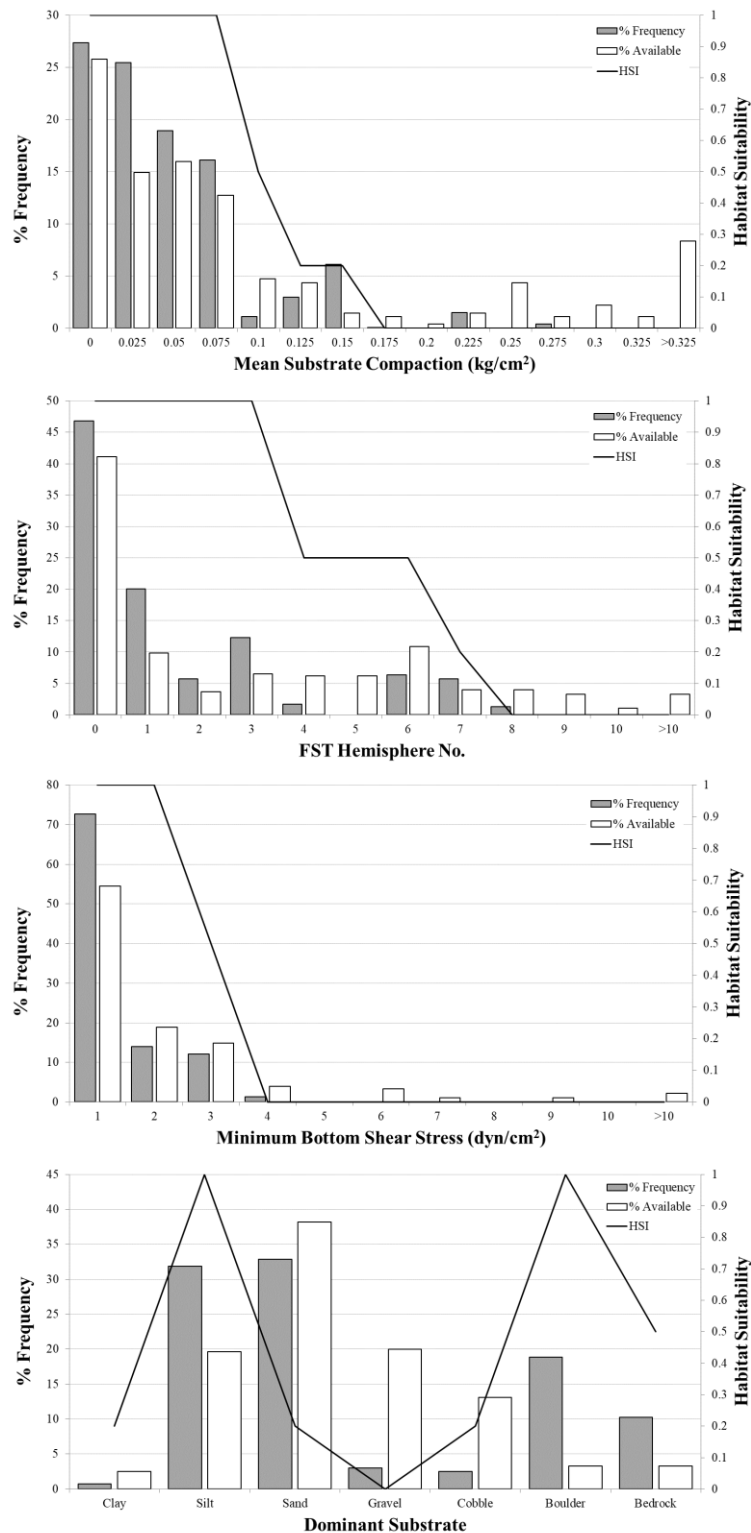 30
25
20
15
10
5
0
% Frequency
1
0.9
0.8
0.7
0.6
0.5
0.4
0.3
0.2
0.1
0
Habitat Suitability
% Frequency
% Available
HSI
0 0.025 0.05 0.075 0.1 0.125 0.15 0.175 0.2 0.225 0.25 0.275 0.3 0.325 >0.325
Mean Substrate Compaction (kg/cm²)
50
45
40
35
30
25
20
15
10
5
0
% Frequency
1
0.9
0.8
0.7
0.6
0.5
0.4
0.3
0.2
0.1
0
Habitat Suitability
% Frequency
% Available
HSI
0 1 2 3 4 5 6 7 8 9 10 >10
FST Hemisphere No.
80
70
60
50
40
30
20
10
0
% Frequency
1
0.9
0.8
0.7
0.6
0.5
0.4
0.3
0.2
0.1
0
Habitat Suitability
% Frequency
% Available
HSI
1 2 3 4 5 6 7 8 9 10 >10
Minimum Bottom Shear Stress (dyn/cm²)
45
40
35
30
25
20
15
10
5
0
% Frequency
1
0.9
0.8
0.7
0.6
0.5
0.4
0.3
0.2
0.1
0
Habitat Suitability
% Frequency
% Available
HSI
Clay Silt Sand Gravel Cobble Boulder Bedrock
Dominant Substrate